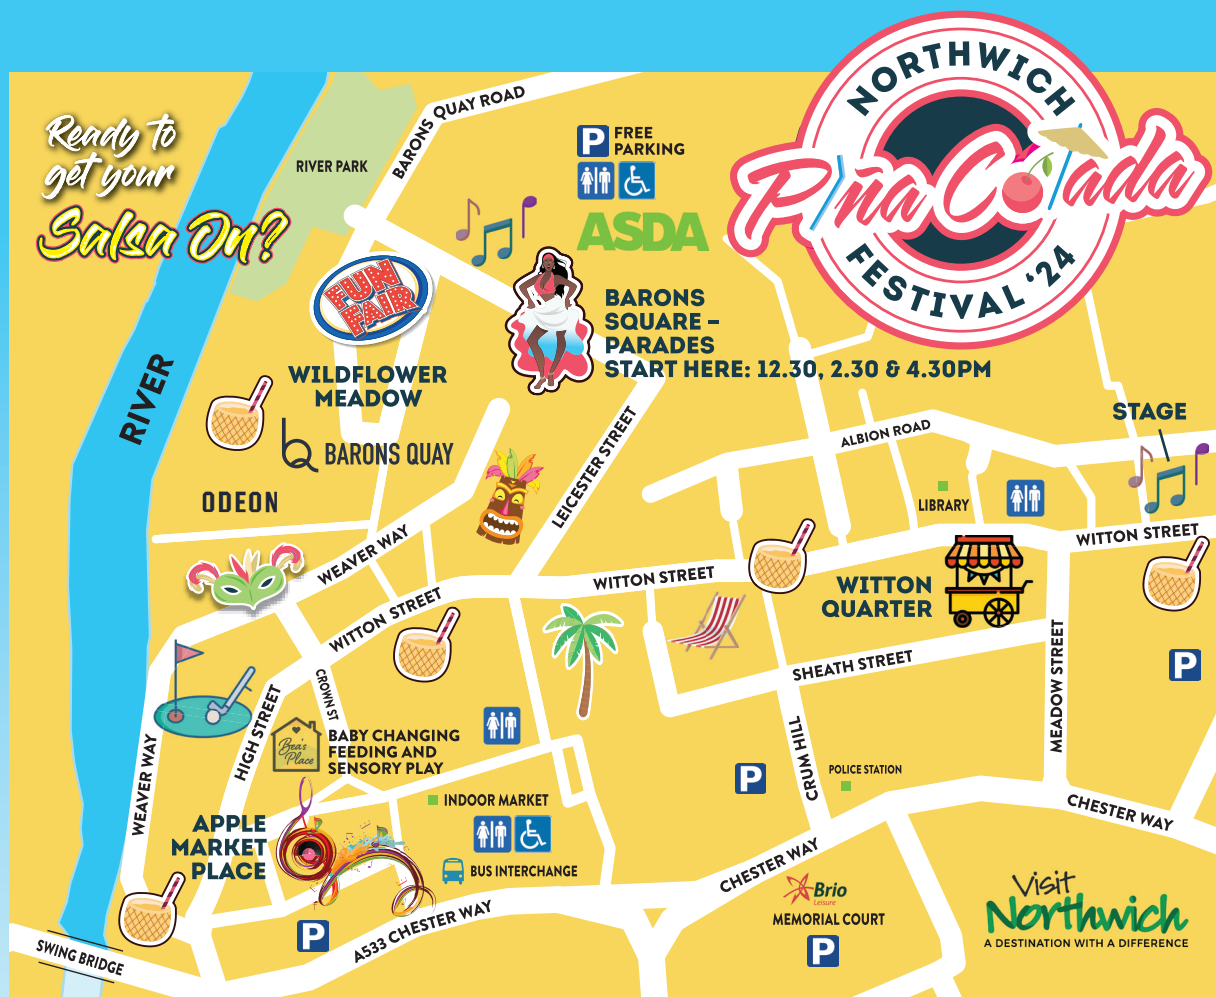 NORTHWICH
Piña Colada
FESTIVAL '24
Ready to
get your
Salsa On?
RIVER PARK
BARONS QUAY ROAD
P FREE
PARKING
ASDA
FUN
FAIR
BARONS
SQUARE –
PARADES
START HERE: 12.30, 2.30 & 4.30PM
RIVER
WILDFLOWER
MEADOW
BARONS QUAY
ODEON
LEICESTER STREET
ALBION ROAD
STAGE
LIBRARY
WITTON STREET
WEAVER WAY
WITTON STREET
WITTON STREET
WITTON
QUARTER
SHEATH STREET
MEADOW STREET
P
CROWN ST
HIGH STREET
WEAVER WAY
Bea's
Place
BABY CHANGING
FEEDING AND
SENSORY PLAY
CRUM HILL
P
POLICE STATION
INDOOR MARKET
APPLE
MARKET
PLACE
BUS INTERCHANGE
CHESTER WAY
CHESTER WAY
Brio
Leisure
MEMORIAL COURT
P
A533 CHESTER WAY
P
SWING BRIDGE
Visit
Northwich
A DESTINATION WITH A DIFFERENCE